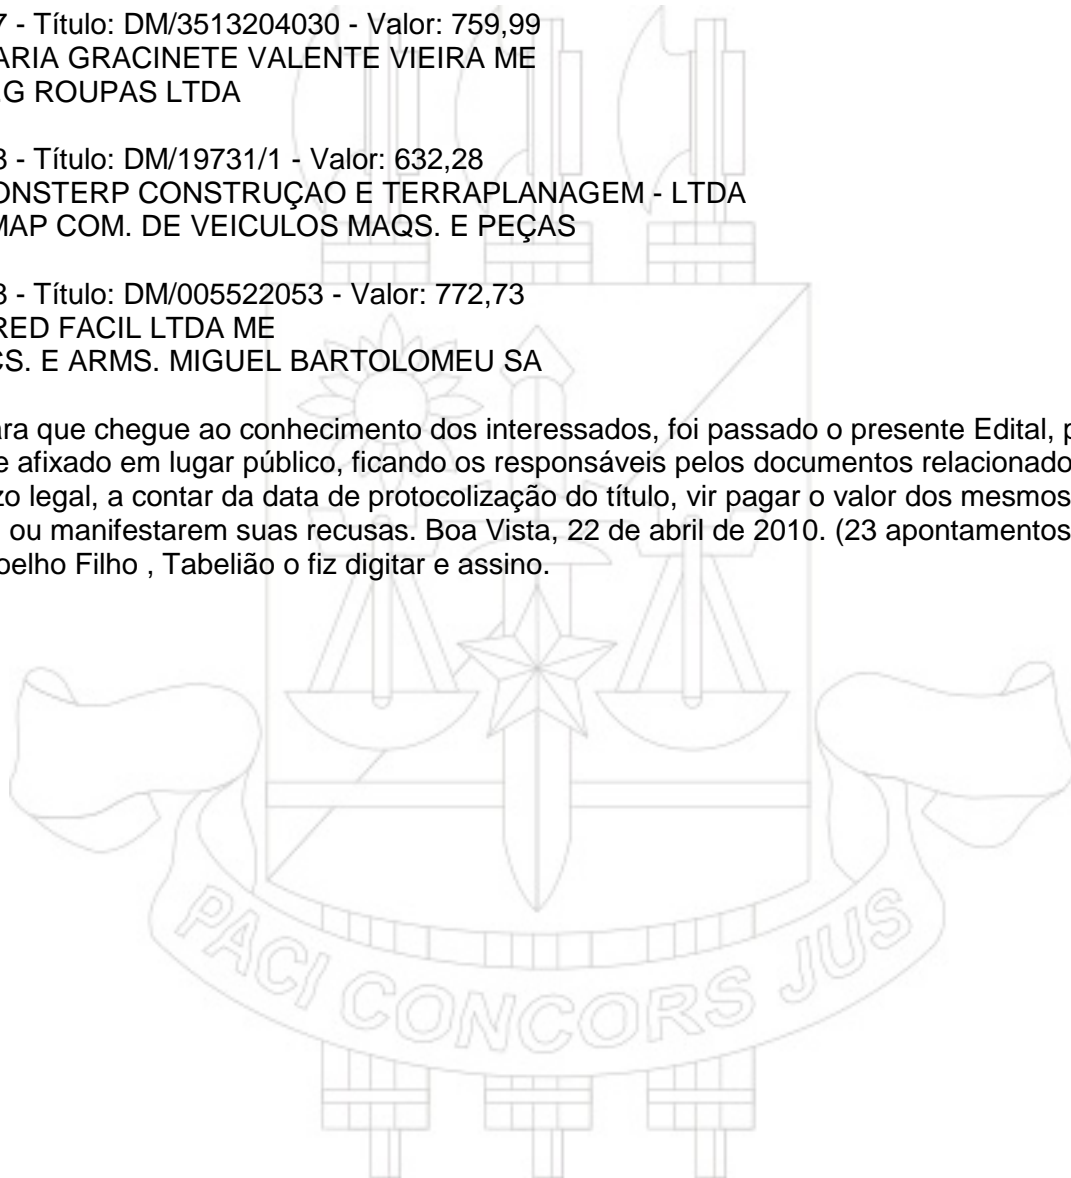 7 - Título: DM/3513204030 - Valor: 759,99
ARIA GRACINETE VALENTE VIEIRA ME
G ROUPAS LTDA
3 - Título: DM/19731/1 - Valor: 632,28
ONSTERP CONSTRUÇAO E TERRAPLANAGEM - LTDA
MAP COM. DE VEICULOS MAQS. E PEÇAS
3 - Título: DM/005522053 - Valor: 772,73
RED FACIL LTDA ME
CS. E ARMS. MIGUEL BARTOLOMEU SA
ara que chegue ao conhecimento dos interessados, foi passado o presente Edital, p
e afixado em lugar público, ficando os responsáveis pelos documentos relacionado
zo legal, a contar da data de protocolização do título, vir pagar o valor dos mesmos
ou manifestarem suas recusas. Boa Vista, 22 de abril de 2010. (23 apontamentos
oelho Filho , Tabelião o fiz digitar e assino.
PACI CONCORS JUS